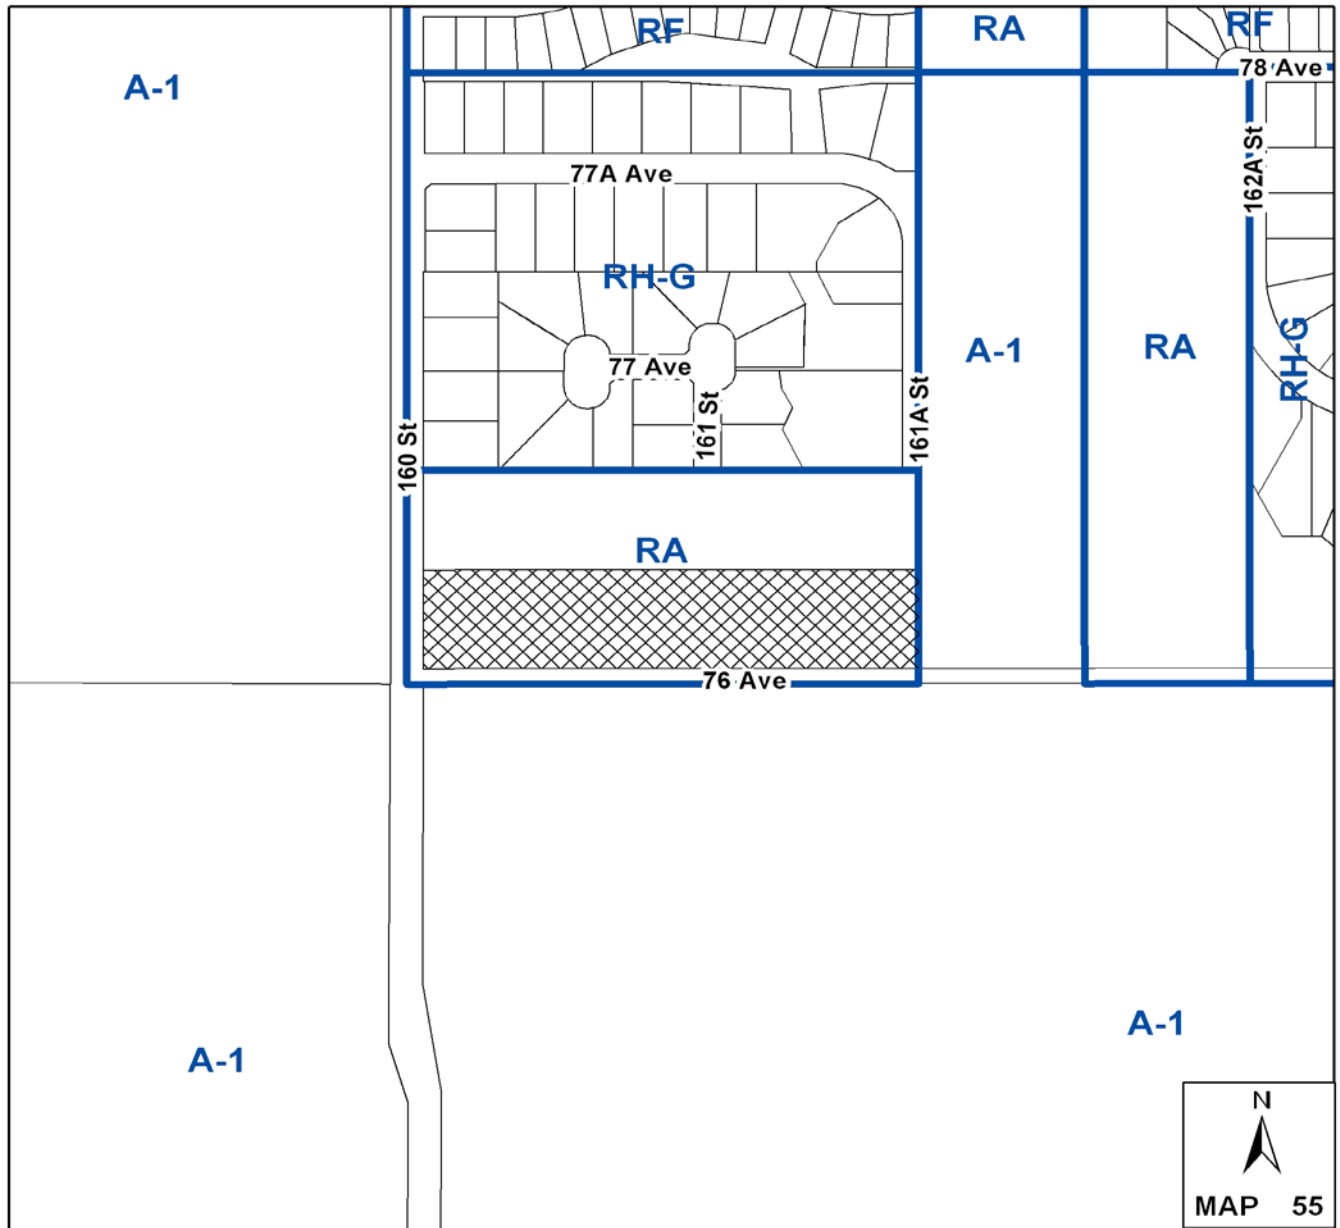 RF
RA
RF
A-1
78 Ave
77A Ave
162A St
RH-G
A-1
RA
RH-G
77 Ave
161 St
161A St
160 St
RA
76 Ave
A-1
A-1
N
MAP 55